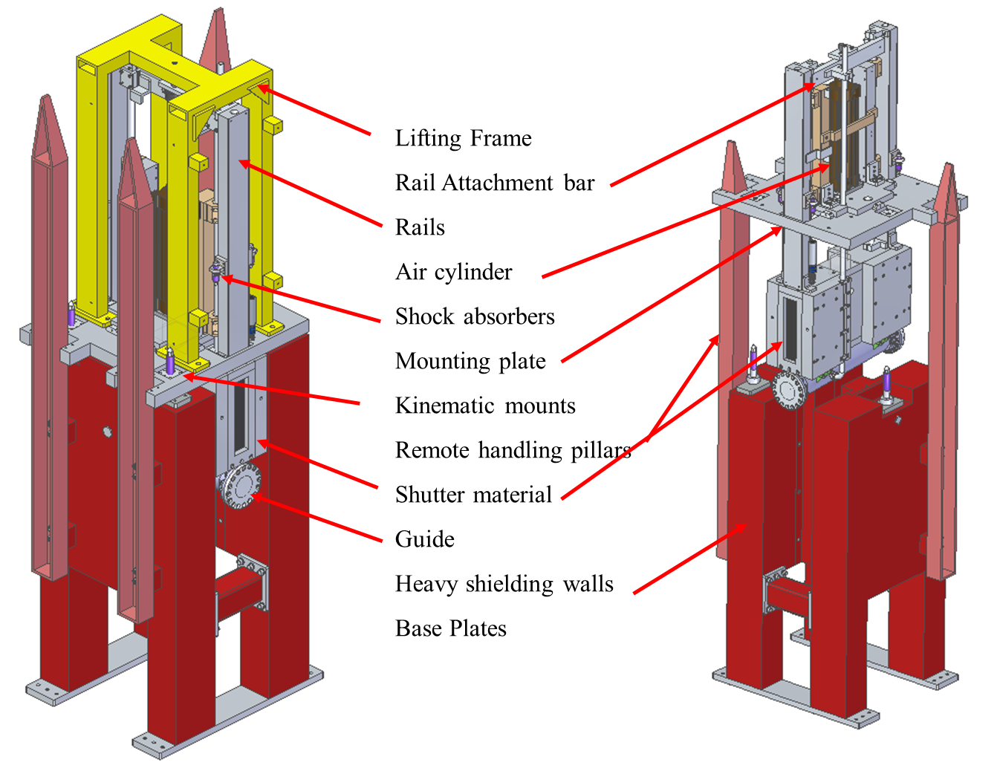 Lifting Frame
Rail Attachment bar
Rails
Air cylinder
Shock absorbers
Mounting plate
Kinematic mounts
Remote handling pillars
Shutter material
Guide
Heavy shielding walls
Base Plates